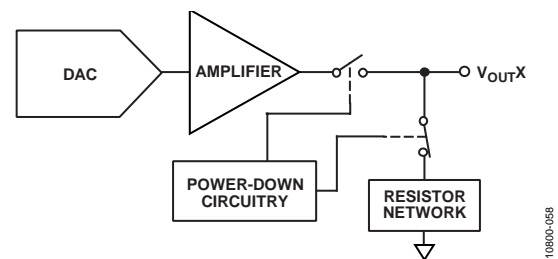 DAC
AMPLIFIER
VOUTX
POWER-DOWN
CIRCUITRY
RESISTOR
NETWORK
10800-058